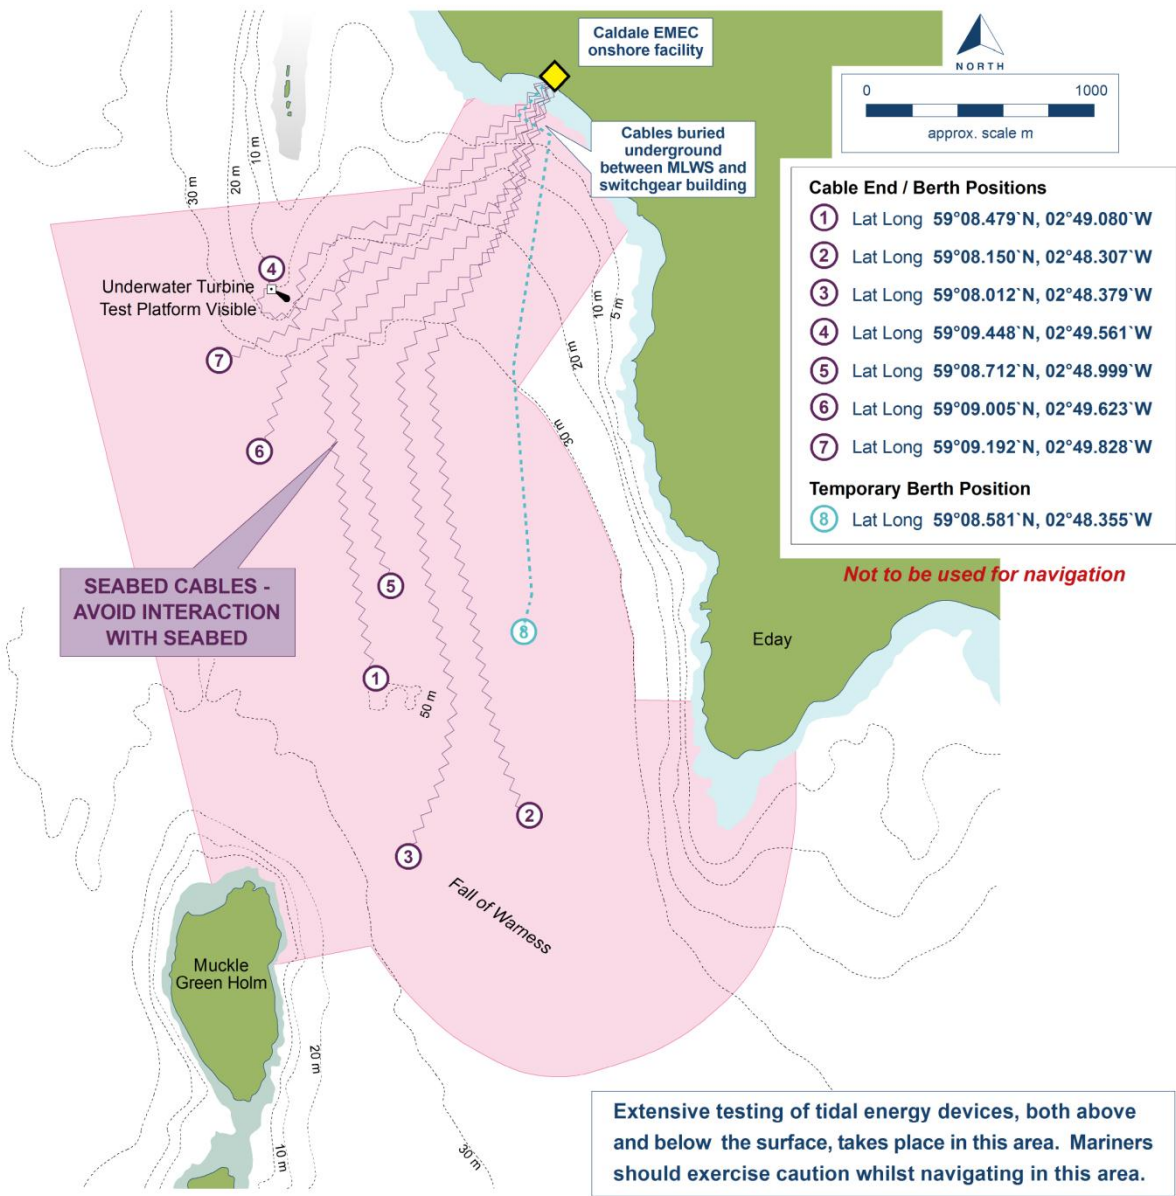 Caldale EMEC
onshore facility
NORTH
0 1000
approx. scale m
Cables buried
underground
between MLWS and
switchgear building
Cable End / Berth Positions
1 Lat Long 59°08.479`N, 02°49.080`W
2 Lat Long 59°08.150`N, 02°48.307`W
3 Lat Long 59°08.012`N, 02°48.379`W
4 Lat Long 59°09.448`N, 02°49.561`W
5 Lat Long 59°08.712`N, 02°48.999`W
6 Lat Long 59°09.005`N, 02°49.623`W
7 Lat Long 59°09.192`N, 02°49.828`W
Temporary Berth Position
8 Lat Long 59°08.581`N, 02°48.355`W
Not to be used for navigation
30 m
20 m
10 m
4
Underwater Turbine
Test Platform Visible
7
6
10 m
5 m
20 m
30 m
SEABED CABLES -
AVOID INTERACTION
WITH SEABED
5
8
Eday
1
50 m
2
3
Fall of Warness
Muckle
Green Holm
20 m
10 m
30 m
Extensive testing of tidal energy devices, both above
and below the surface, takes place in this area. Mariners
should exercise caution whilst navigating in this area.